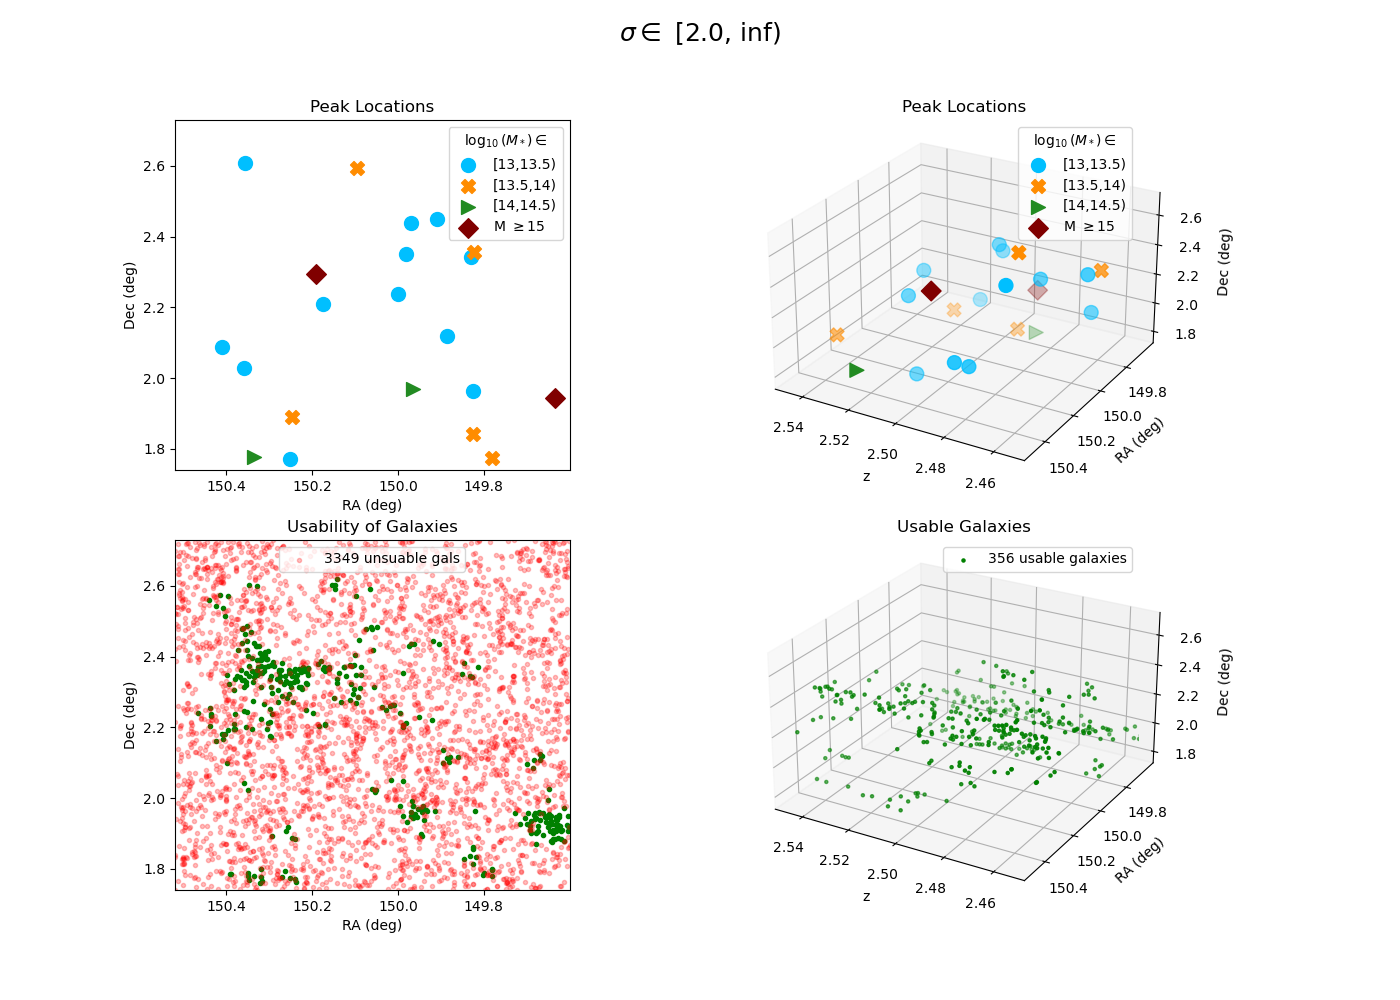 σ ∈ [2.0, inf)
Peak Locations
log₁₀(M*) ∈
[13,13.5)
[13.5,14)
[14,14.5)
M ≥15
2.6
2.4
2.2
2.0
1.8
Dec (deg)
150.4 150.2 150.0 149.8
RA (deg)
Peak Locations
log₁₀(M*) ∈
[13,13.5)
[13.5,14)
[14,14.5)
M ≥15
2.6
2.4
2.2
2.0
1.8
Dec (deg)
149.8
150.0
150.2
150.4
RA (deg)
2.54
2.52
2.50
2.48
2.46
z
Usability of Galaxies
3349 unsuable gals
2.6
2.4
2.2
2.0
1.8
Dec (deg)
150.4 150.2 150.0 149.8
RA (deg)
Usable Galaxies
356 usable galaxies
2.6
2.4
2.2
2.0
1.8
Dec (deg)
149.8
150.0
150.2
150.4
RA (deg)
2.54
2.52
2.50
2.48
2.46
z